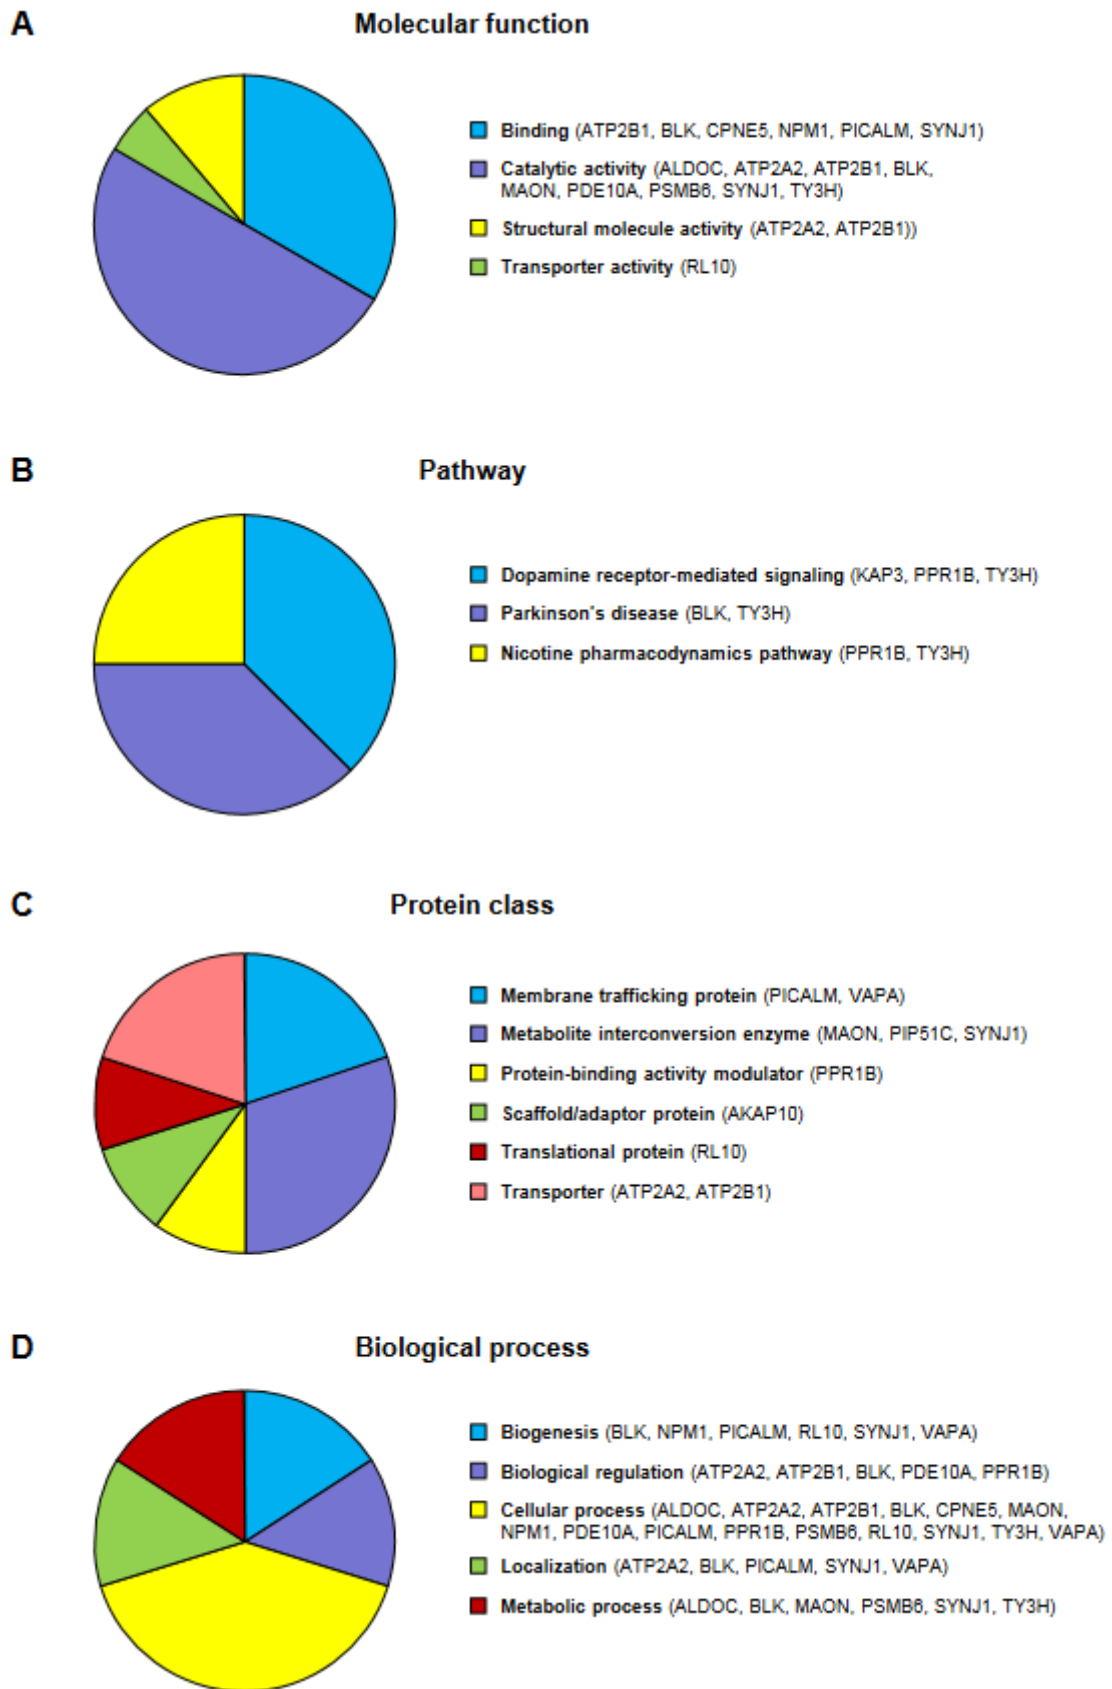 A
Molecular function
Binding (ATP2B1, BLK, CPNE5, NPM1, PICALM, SYNJ1)
Catalytic activity (ALDOC, ATP2A2, ATP2B1, BLK,
MAON, PDE10A, PSMB6, SYNJ1, TY3H)
Structural molecule activity (ATP2A2, ATP2B1))
Transporter activity (RL10)
B
Pathway
Dopamine receptor-mediated signaling (KAP3, PPR1B, TY3H)
Parkinson's disease (BLK, TY3H)
Nicotine pharmacodynamics pathway (PPR1B, TY3H)
C
Protein class
Membrane trafficking protein (PICALM, VAPA)
Metabolite interconversion enzyme (MAON, PIP51C, SYNJ1)
Protein-binding activity modulator (PPR1B)
Scaffold/adaptor protein (AKAP10)
Translational protein (RL10)
Transporter (ATP2A2, ATP2B1)
D
Biological process
Biogenesis (BLK, NPM1, PICALM, RL10, SYNJ1, VAPA)
Biological regulation (ATP2A2, ATP2B1, BLK, PDE10A, PPR1B)
Cellular process (ALDOC, ATP2A2, ATP2B1, BLK, CPNE5, MAON,
NPM1, PDE10A, PICALM, PPR1B, PSMB6, RL10, SYNJ1, TY3H, VAPA)
Localization (ATP2A2, BLK, PICALM, SYNJ1, VAPA)
Metabolic process (ALDOC, BLK, MAON, PSMB6, SYNJ1, TY3H)